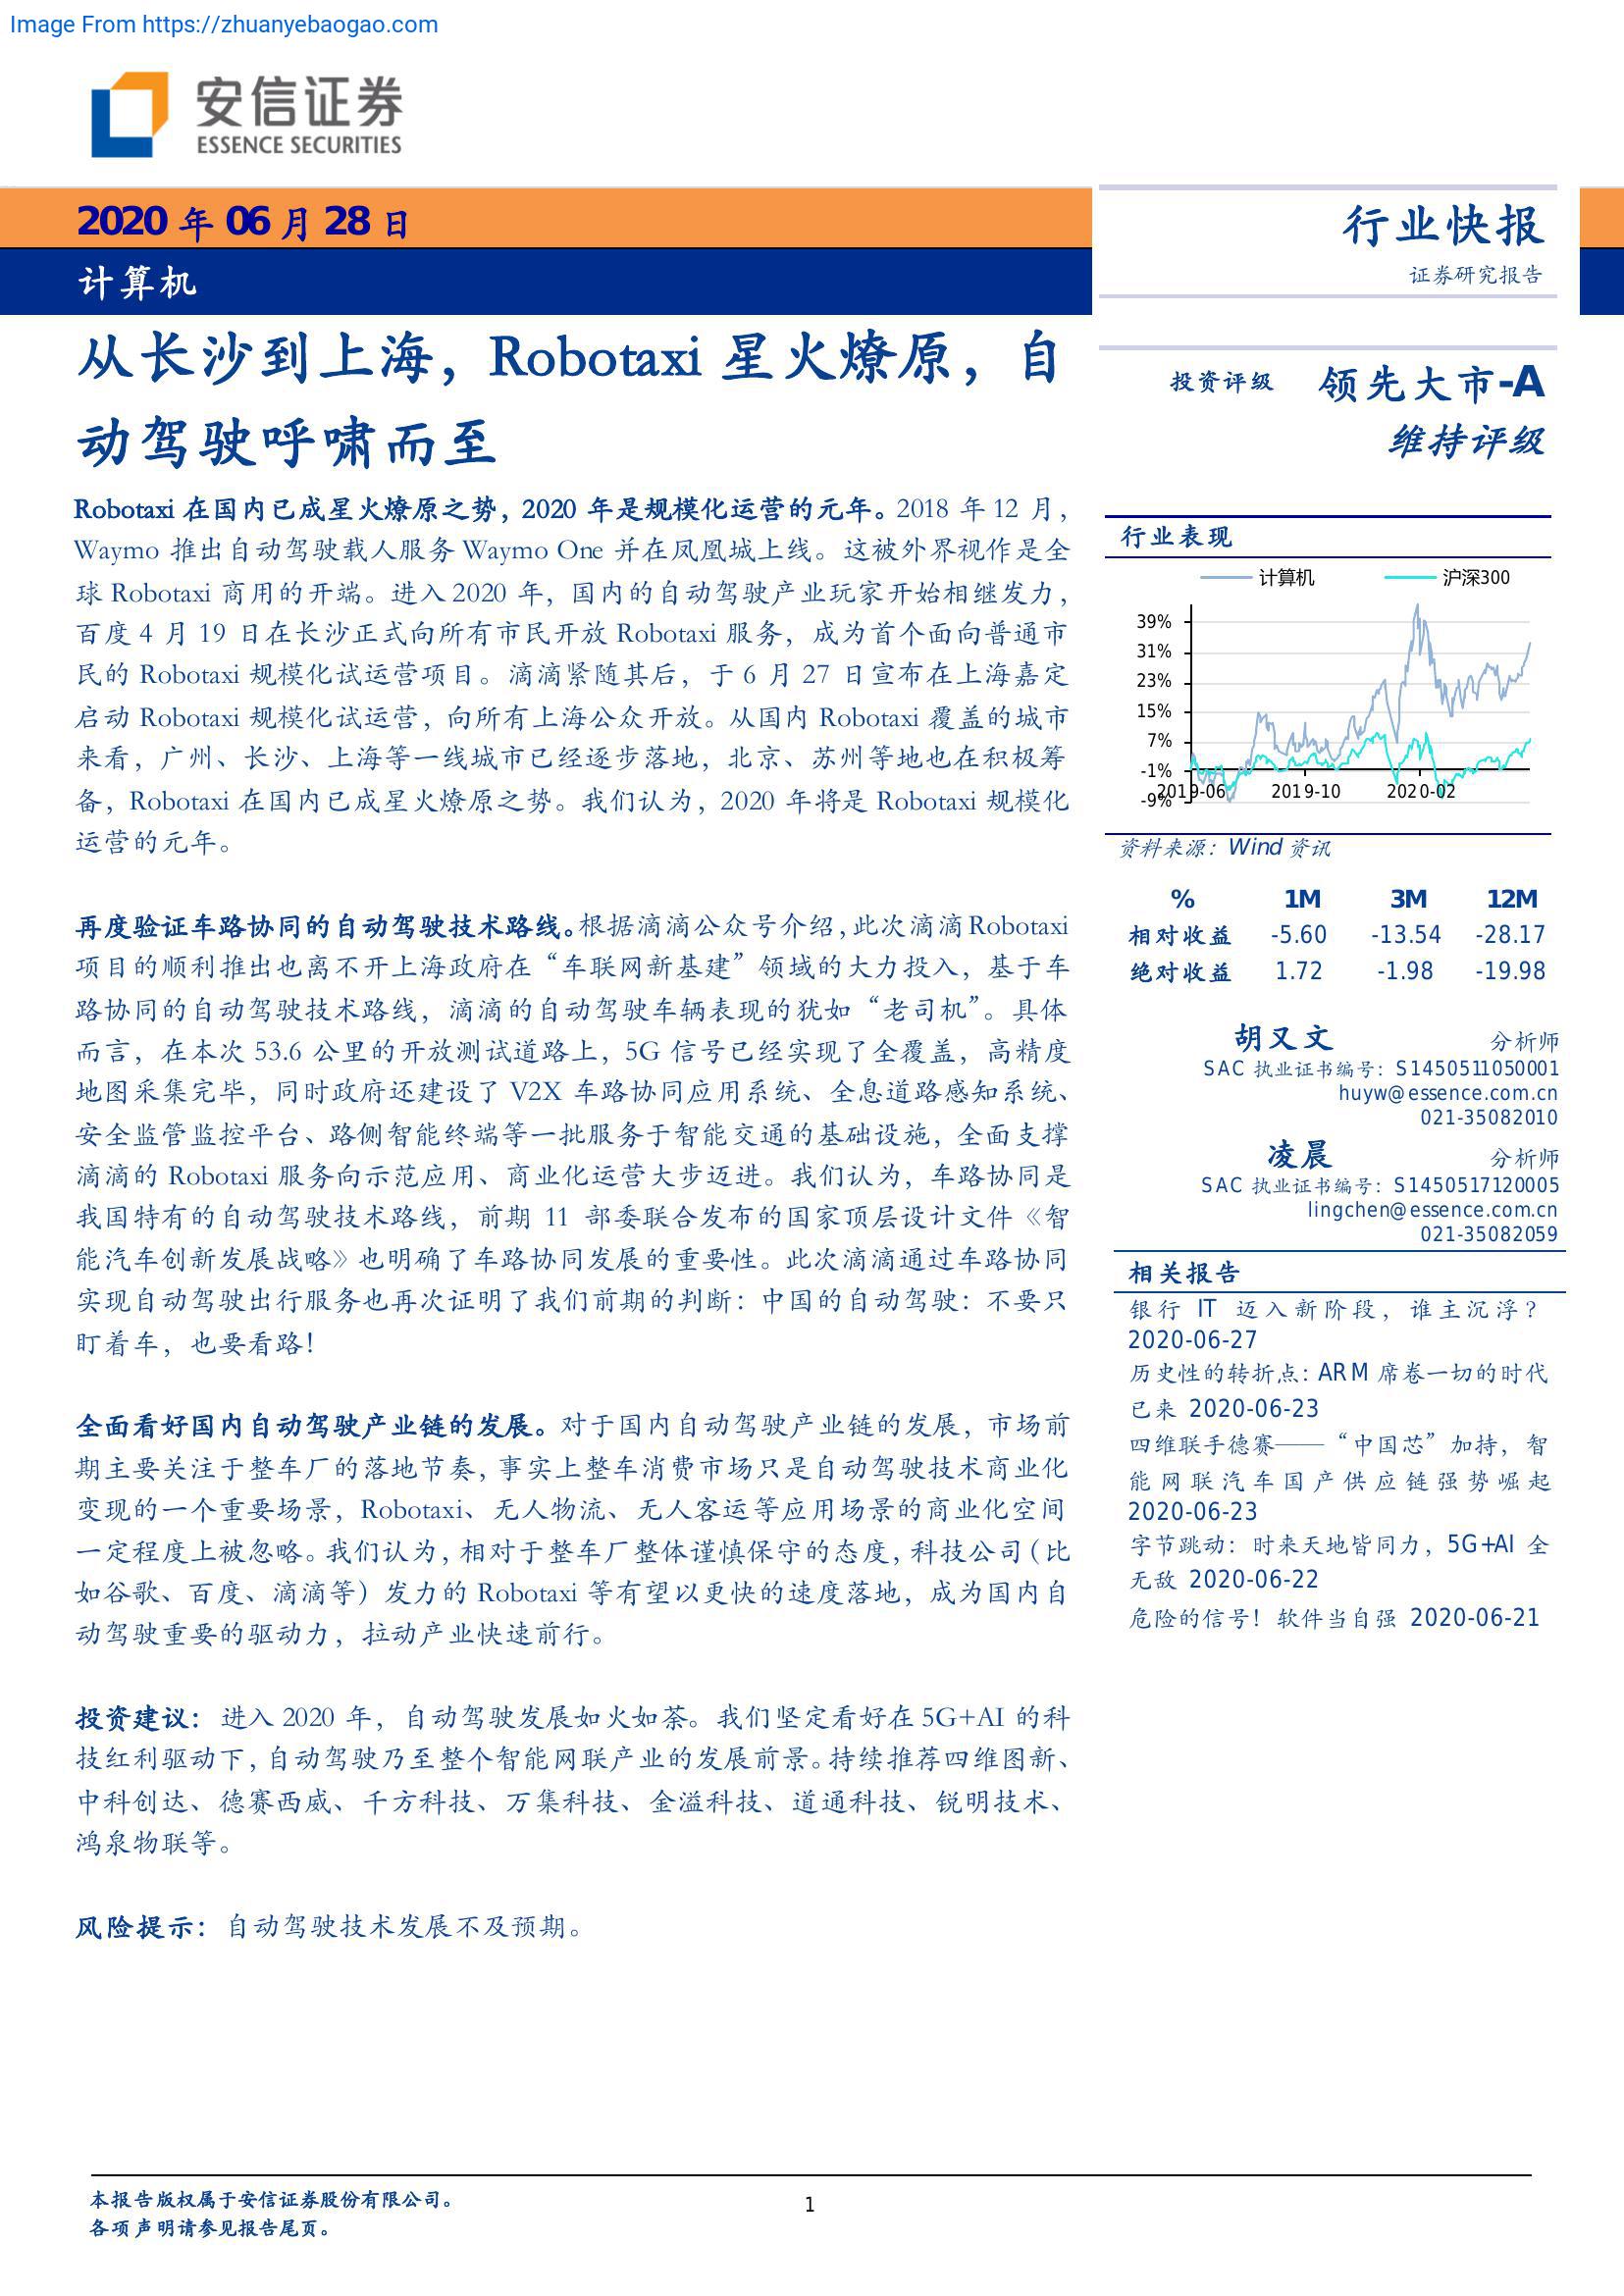 Image From https://zhuanyebaogao.com
安信证券
ESSENCE SECURITIES
2020 年 06 月 28 日
计算机
行业快报
证券研究报告
从长沙到上海，Robotaxi 星火燎原，自
动驾驶呼啸而至
Robotaxi 在国内已成星火燎原之势，2020 年是规模化运营的元年。2018 年 12 月，
Waymo 推出自动驾驶载人服务 Waymo One 并在凤凰城上线。这被外界视作是全
球 Robotaxi 商用的开端。进入 2020 年，国内的自动驾驶产业玩家开始相继发力，
百度 4 月 19 日在长沙正式向所有市民开放 Robotaxi 服务，成为首个面向普通市
民的 Robotaxi 规模化试运营项目。滴滴紧随其后，于 6 月 27 日宣布在上海嘉定
启动 Robotaxi 规模化试运营，向所有上海公众开放。从国内 Robotaxi 覆盖的城市
来看，广州、长沙、上海等一线城市已经逐步落地，北京、苏州等地也在积极筹
备，Robotaxi 在国内已成星火燎原之势。我们认为，2020 年将是 Robotaxi 规模化
运营的元年。
再度验证车路协同的自动驾驶技术路线。根据滴滴公众号介绍，此次滴滴 Robotaxi
项目的顺利推出也离不开上海政府在“车联网新基建”领域的大力投入，基于车
路协同的自动驾驶技术路线，滴滴的自动驾驶车辆表现的犹如“老司机”。具体
而言，在本次 53.6 公里的开放测试道路上，5G 信号已经实现了全覆盖，高精度
地图采集完毕，同时政府还建设了 V2X 车路协同应用系统、全息道路感知系统、
安全监管监控平台、路侧智能终端等一批服务于智能交通的基础设施，全面支撑
滴滴的 Robotaxi 服务向示范应用、商业化运营大步迈进。我们认为，车路协同是
我国特有的自动驾驶技术路线，前期 11 部委联合发布的国家顶层设计文件《智
能汽车创新发展战略》也明确了车路协同发展的重要性。此次滴滴通过车路协同
实现自动驾驶出行服务也再次证明了我们前期的判断：中国的自动驾驶：不要只
盯着车，也要看路！
全面看好国内自动驾驶产业链的发展。对于国内自动驾驶产业链的发展，市场前
期主要关注于整车厂的落地节奏，事实上整车消费市场只是自动驾驶技术商业化
变现的一个重要场景，Robotaxi、无人物流、无人客运等应用场景的商业化空间
一定程度上被忽略。我们认为，相对于整车厂整体谨慎保守的态度，科技公司（比
如谷歌、百度、滴滴等）发力的 Robotaxi 等有望以更快的速度落地，成为国内自
动驾驶重要的驱动力，拉动产业快速前行。
投资建议：进入 2020 年，自动驾驶发展如火如荼。我们坚定看好在 5G+AI 的科
技红利驱动下，自动驾驶乃至整个智能网联产业的发展前景。持续推荐四维图新、
中科创达、德赛西威、千方科技、万集科技、金溢科技、道通科技、锐明技术、
鸿泉物联等。
风险提示：自动驾驶技术发展不及预期。
投资评级 领先大市-A
维持评级
行业表现
计算机 沪深300
39%
31%
23%
15%
7%
-1%
-9%
2019-06 2019-10 2020-02
资料来源：Wind 资讯
% 1M 3M 12M
相对收益 -5.60 -13.54 -28.17
绝对收益 1.72 -1.98 -19.98
胡又文 分析师
SAC 执业证书编号：S1450511050001
huyw@essence.com.cn
021-35082010
凌晨 分析师
SAC 执业证书编号：S1450517120005
lingchen@essence.com.cn
021-35082059
相关报告
银行 IT 迈入新阶段，谁主沉浮？
2020-06-27
历史性的转折点：ARM 席卷一切的时代
已来 2020-06-23
四维联手德赛——“中国芯”加持，智
能网联汽车国产供应链强势崛起
2020-06-23
字节跳动：时来天地皆同力，5G+AI 全
无敌 2020-06-22
危险的信号！软件当自强 2020-06-21
本报告版权属于安信证券股份有限公司。
各项声明请参见报告尾页。
1